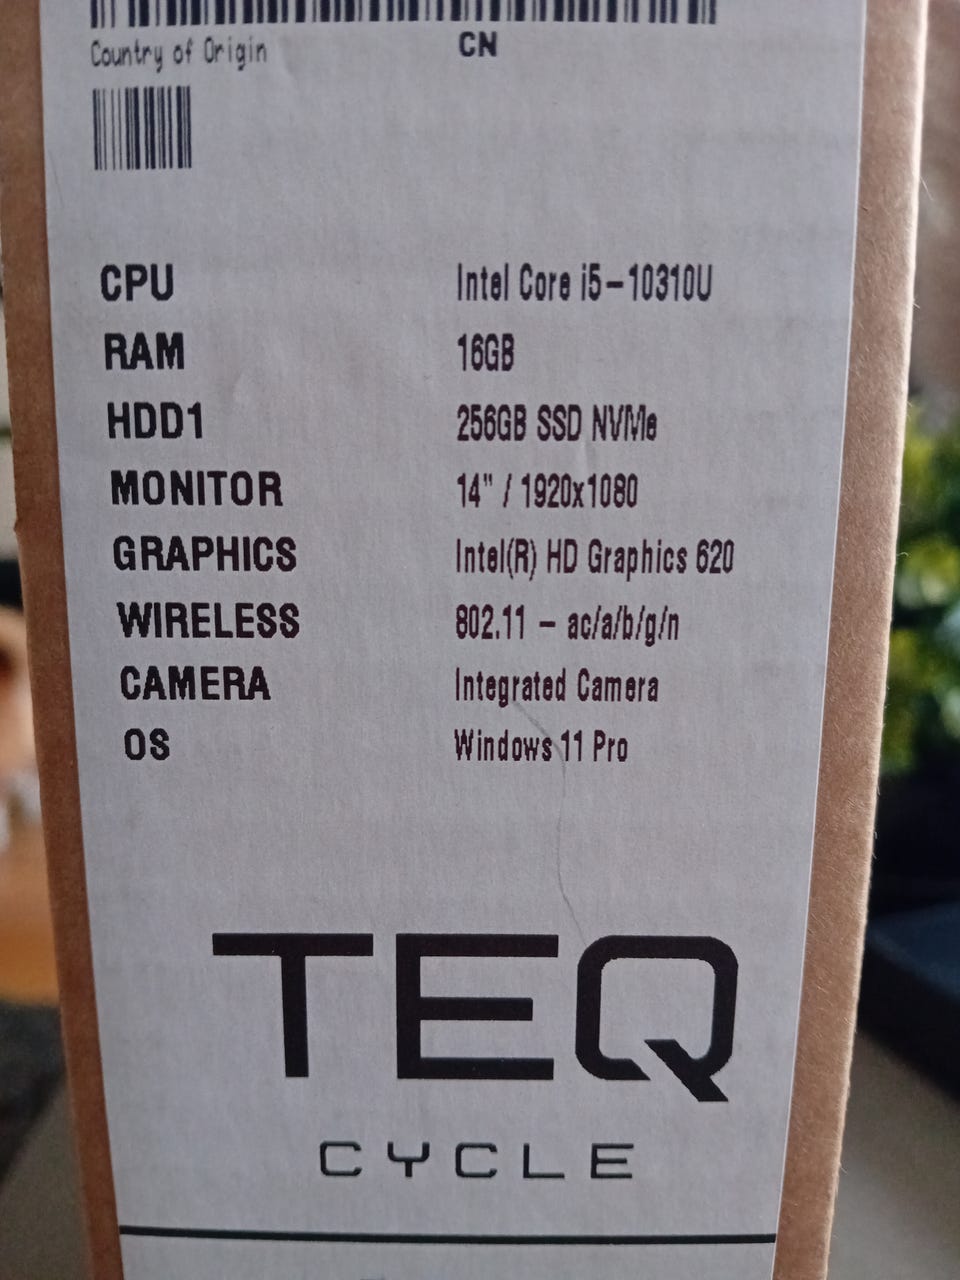 Country of Origin CN
CPU Intel Core i5-10310U
RAM 16GB
HDD1 256GB SSD NVMe
MONITOR 14" / 1920x1080
GRAPHICS Intel(R) HD Graphics 620
WIRELESS 802.11 - ac/a/b/g/n
CAMERA Integrated Camera
OS Windows 11 Pro
TEQ
CYCLE